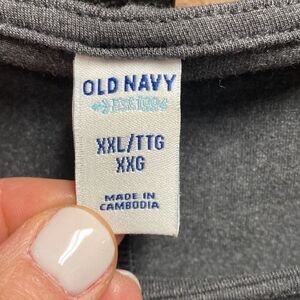 OLD NAVY
EST. 1994
XXL/TTG
XXG
MADE IN
CAMBODIA